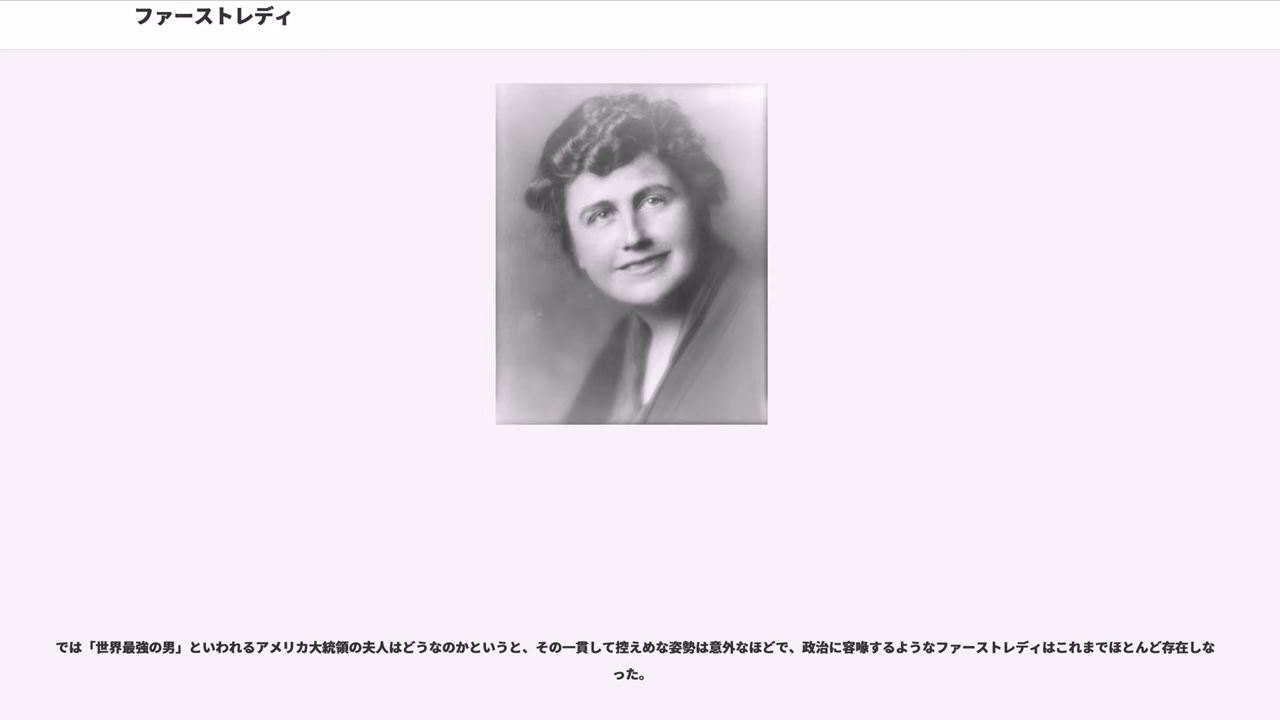 ファーストレディ
では「世界最強の男」といわれるアメリカ大統領の夫人はどうなのかというと、その一貫して控えめな姿勢は意外なほどで、政治に容喙するようなファーストレディはこれまでほとんど存在しな
った。